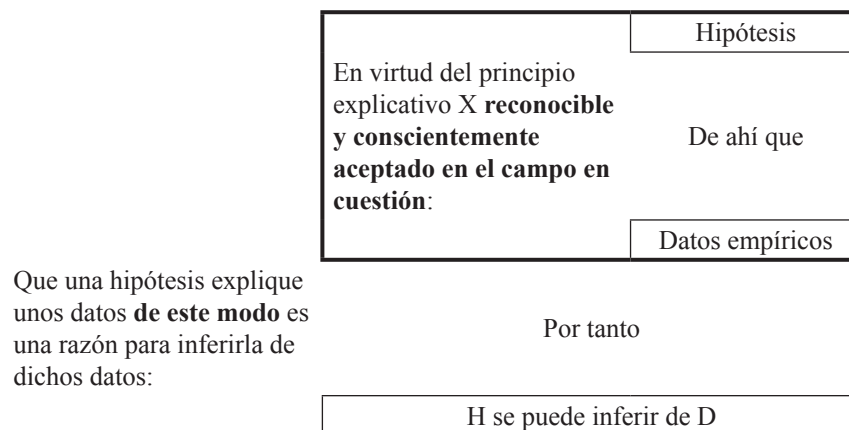 Hipótesis
En virtud del principio
explicativo X reconocible
y conscientemente
aceptado en el campo en
cuestión:
De ahí que
Datos empíricos
Que una hipótesis explique
unos datos de este modo es
una razón para inferirla de
dichos datos:
Por tanto
H se puede inferir de D